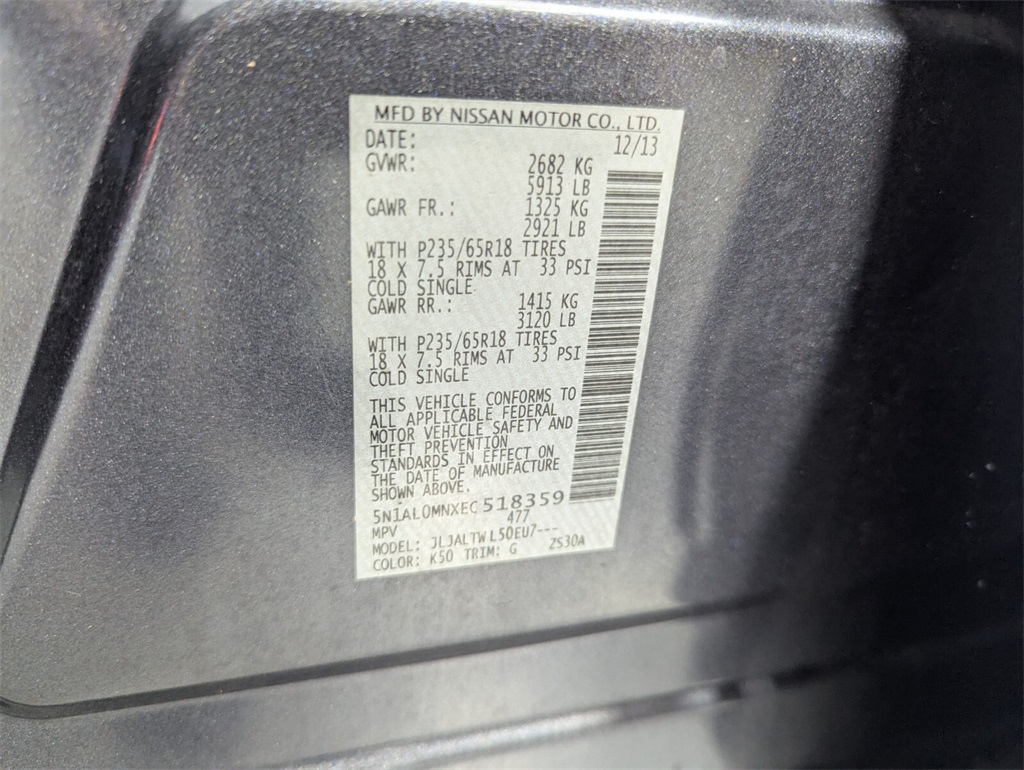 MFD BY NISSAN MOTOR CO., LTD.
DATE: 12/13
GVWR: 2682 KG
5913 LB
GAWR FR.: 1325 KG
2921 LB
WITH P235/65R18 TIRES
18 X 7.5 RIMS AT 33 PSI
COLD SINGLE
GAWR RR.: 1415 KG
3120 LB
WITH P235/65R18 TIRES
18 X 7.5 RIMS AT 33 PSI
COLD SINGLE
THIS VEHICLE CONFORMS TO
ALL APPLICABLE FEDERAL
MOTOR VEHICLE SAFETY AND
THEFT PREVENTION
STANDARDS IN EFFECT ON
THE DATE OF MANUFACTURE
SHOWN ABOVE.
5N1AL0MNXEC518359
MPV 477
MODEL: JLJALTWL50EU7---
COLOR: K50 TRIM: G ZS30A